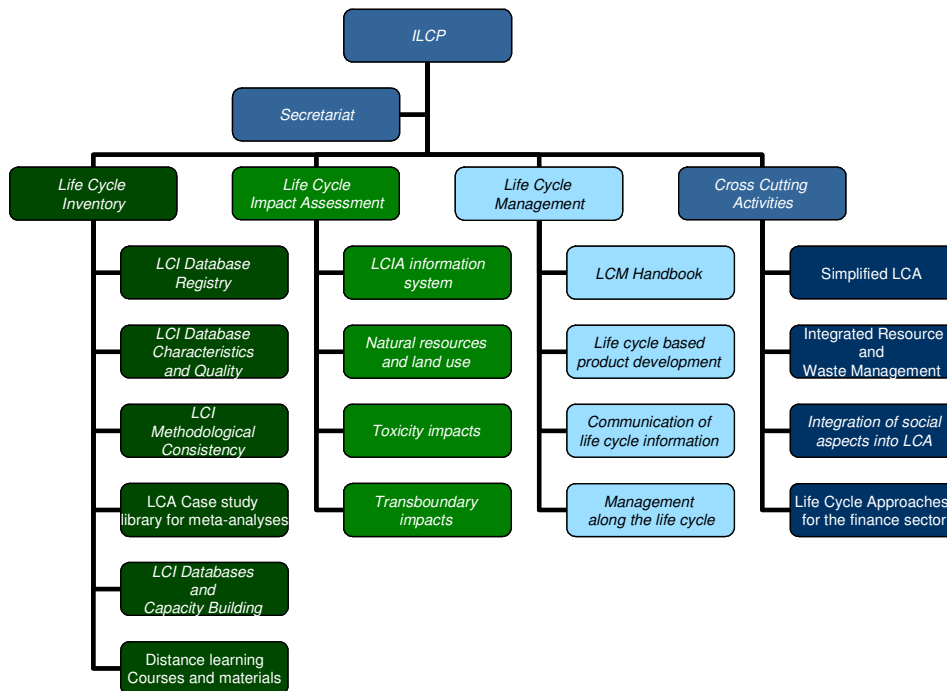 ILCP
Secretariat
Life Cycle
Inventory
Life Cycle
Impact Assessment
Life Cycle
Management
Cross Cutting
Activities
LCI Database
Registry
LCI Database
Characteristics
and Quality
LCI
Methodological
Consistency
LCA Case study
library for meta-analyses
LCI Databases
and
Capacity Building
Distance learning
Courses and materials
LCIA information
system
Natural resources
and land use
Toxicity impacts
Transboundary
impacts
LCM Handbook
Life cycle based
product development
Communication of
life cycle information
Management
along the life cycle
Simplified LCA
Integrated Resource
and
Waste Management
Integration of social
aspects into LCA
Life Cycle Approaches
for the finance sector